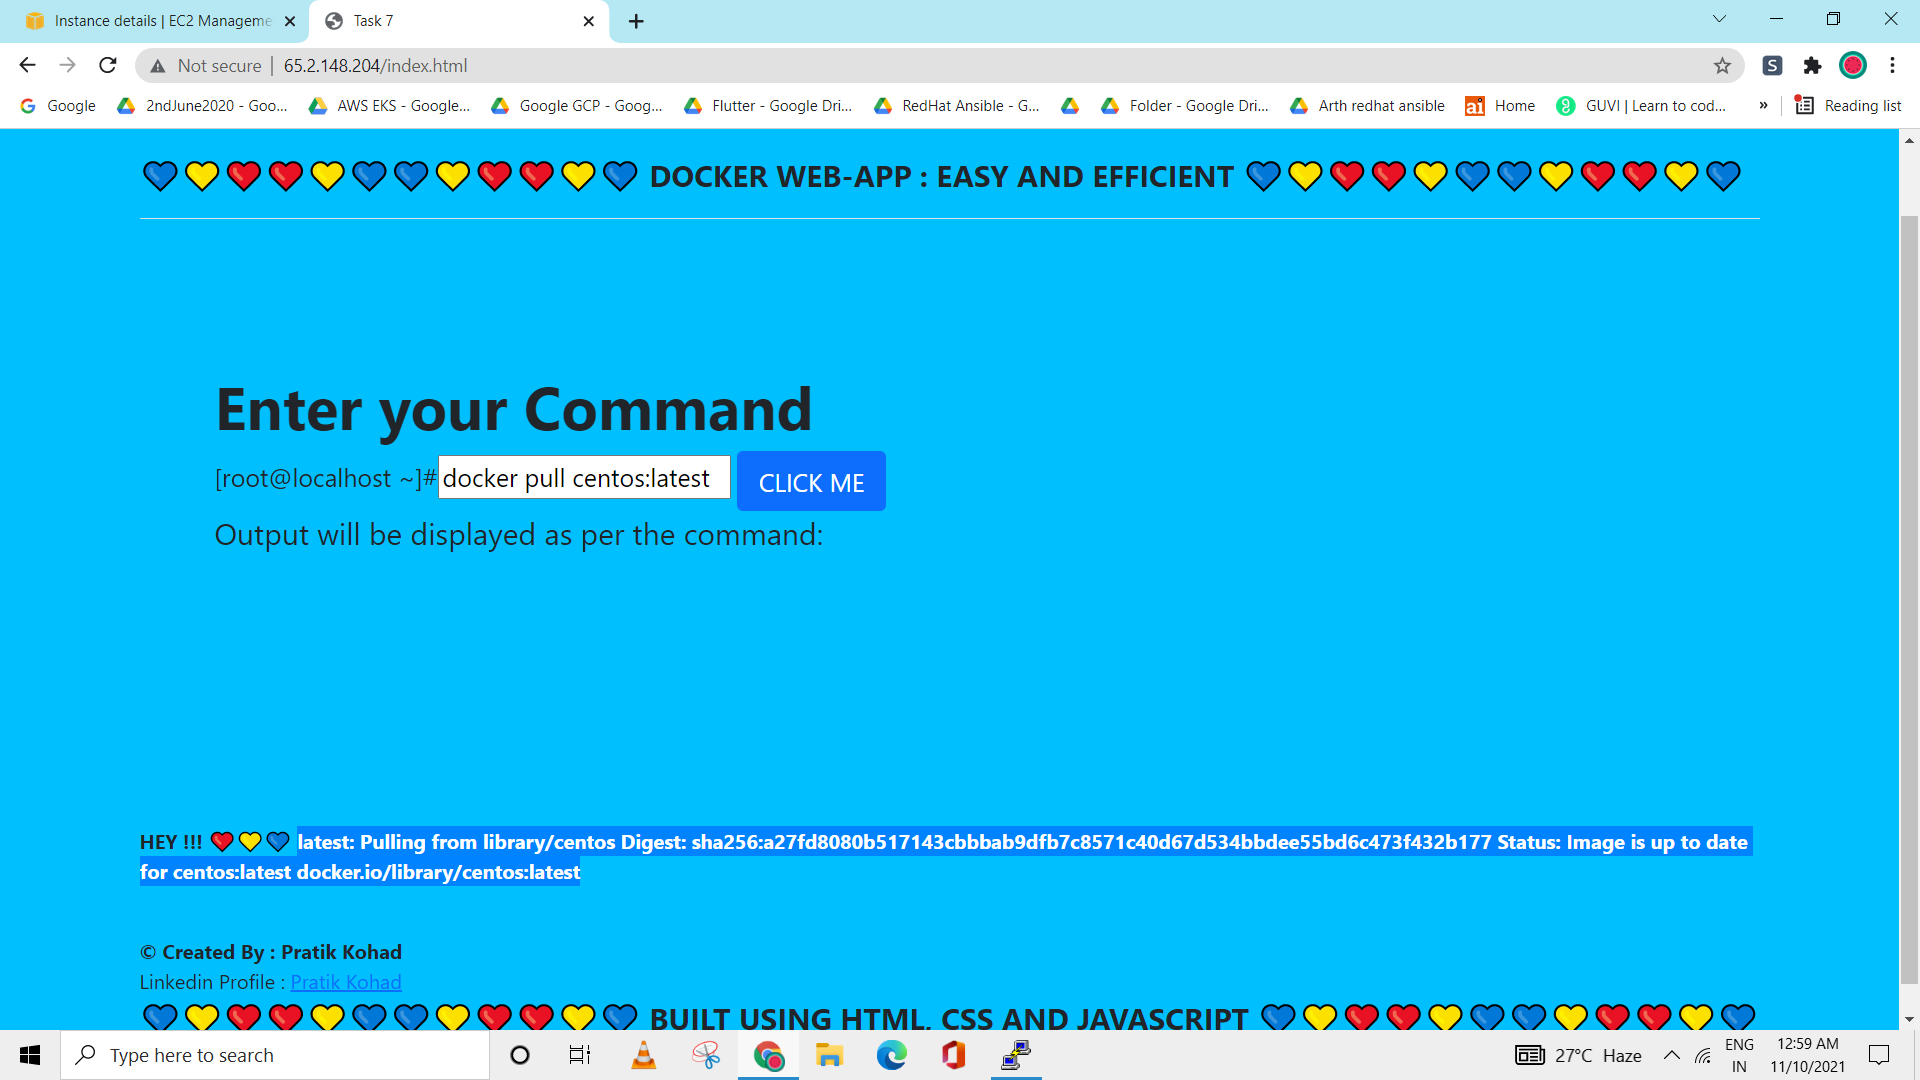 Instance details | EC2 Manageme
Task 7
Not secure | 65.2.148.204/index.html
S
Google
2ndJune2020 - Goo...
AWS EKS - Google...
Google GCP - Goog...
Flutter - Google Dri...
RedHat Ansible - G...
Folder - Google Dri...
Arth redhat ansible
ai Home
GUVI | Learn to cod...
»
Reading list
💙💛❤️❤️💛💙💙💛❤️❤️💛💙 DOCKER WEB-APP : EASY AND EFFICIENT 💙💛❤️❤️💛💙💙💛❤️❤️💛💙
Enter your Command
[root@localhost ~]# docker pull centos:latest CLICK ME
Output will be displayed as per the command:
HEY !!! ❤️💛💙 latest: Pulling from library/centos Digest: sha256:a27fd8080b517143cbbbab9dfb7c8571c40d67d534bbdee55bd6c473f432b177 Status: Image is up to date
for centos:latest docker.io/library/centos:latest
© Created By : Pratik Kohad
Linkedin Profile : Pratik Kohad
💙💛❤️❤️💛💙💙💛❤️❤️💛💙 BUILT USING HTML, CSS AND JAVASCRIPT 💙💛❤️❤️💛💙💙💛❤️❤️💛💙
Type here to search
27°C Haze
ENG
IN
12:59 AM
11/10/2021